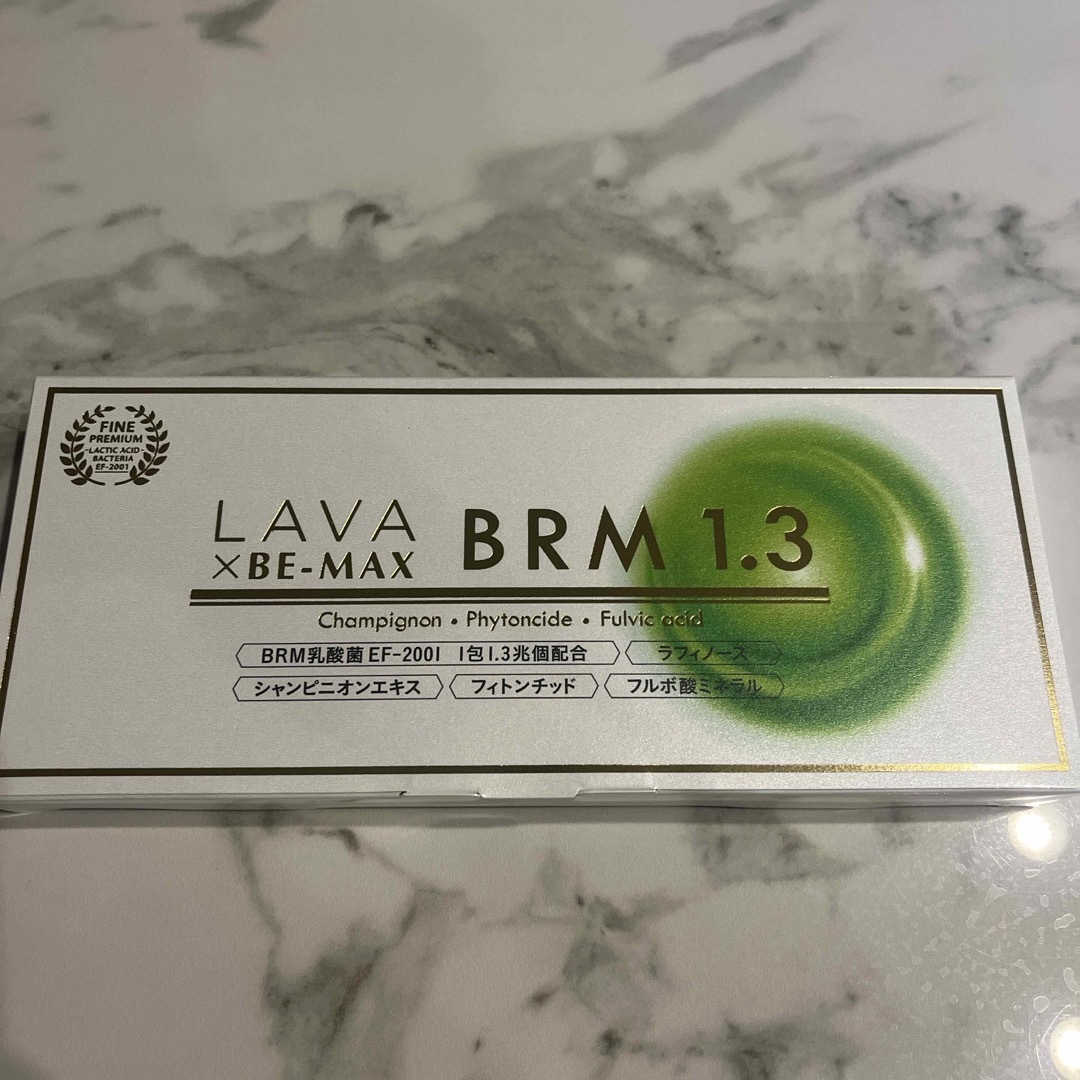 FINE
PREMIUM
-LACTIC ACID-
BACTERIA
EF-2001
LAVA
×BE-MAX
BRM 1.3
Champignon • Phytoncide • Fulvic acid
BRM乳酸菌 EF-2001 1包1.3兆個配合 ラフィノース
シャンピニオンエキス フィトンチッド フルボ酸ミネラル